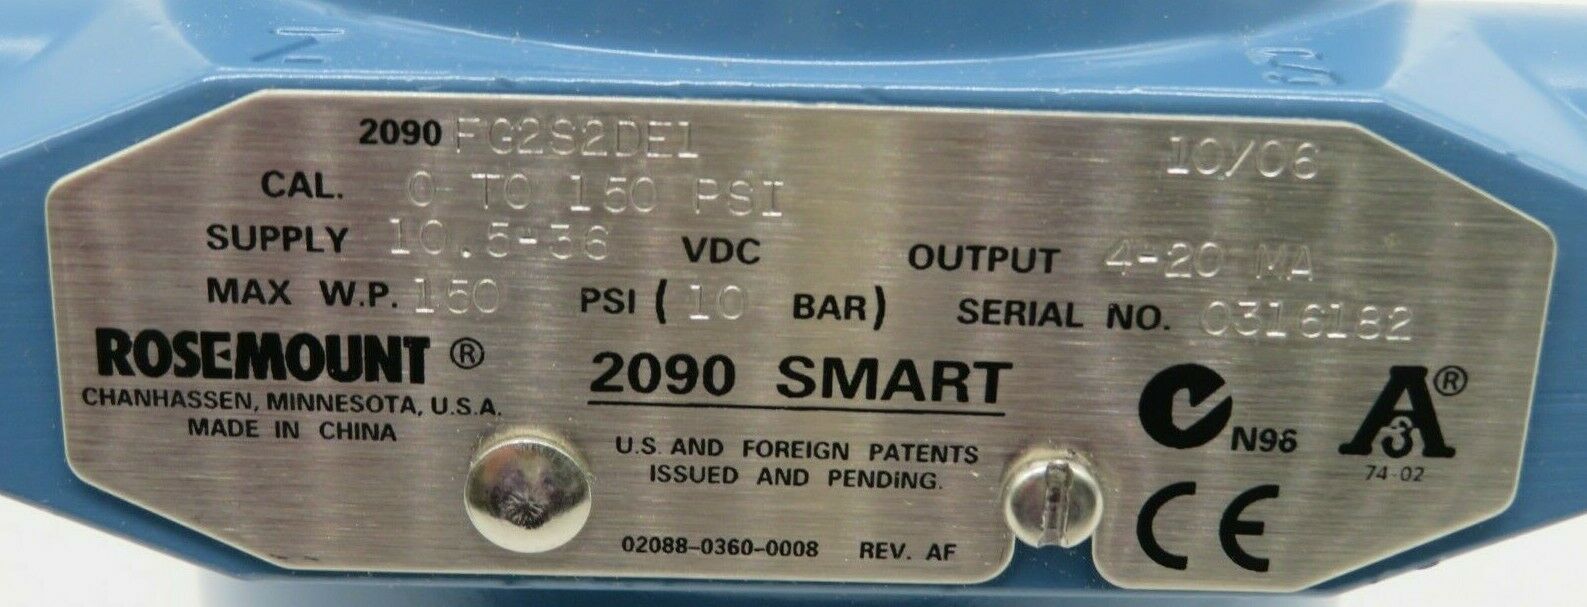 2090 FG2S2DE1 10/06
CAL. 0 TO 150 PSI
SUPPLY 10.5-36 VDC OUTPUT 4-20 MA
MAX W.P. 150 PSI ( 10 BAR) SERIAL NO. 0316182
ROSEMOUNT ®
CHANHASSEN, MINNESOTA, U.S.A.
MADE IN CHINA
2090 SMART
U.S. AND FOREIGN PATENTS
ISSUED AND PENDING.
02088-0360-0008 REV. AF
N96
A3®
74-02
CE